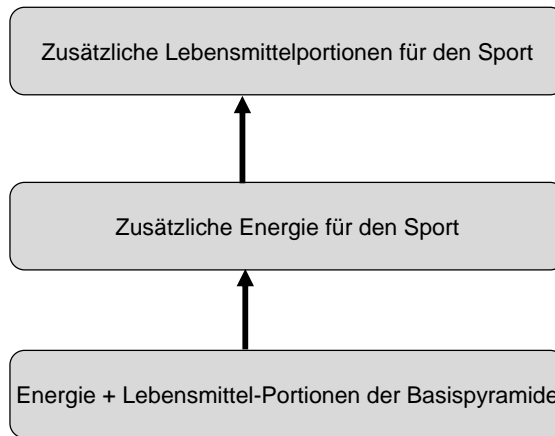 Zusätzliche Lebensmittelportionen für den Sport
Zusätzliche Energie für den Sport
Energie + Lebensmittel-Portionen der Basispyramide